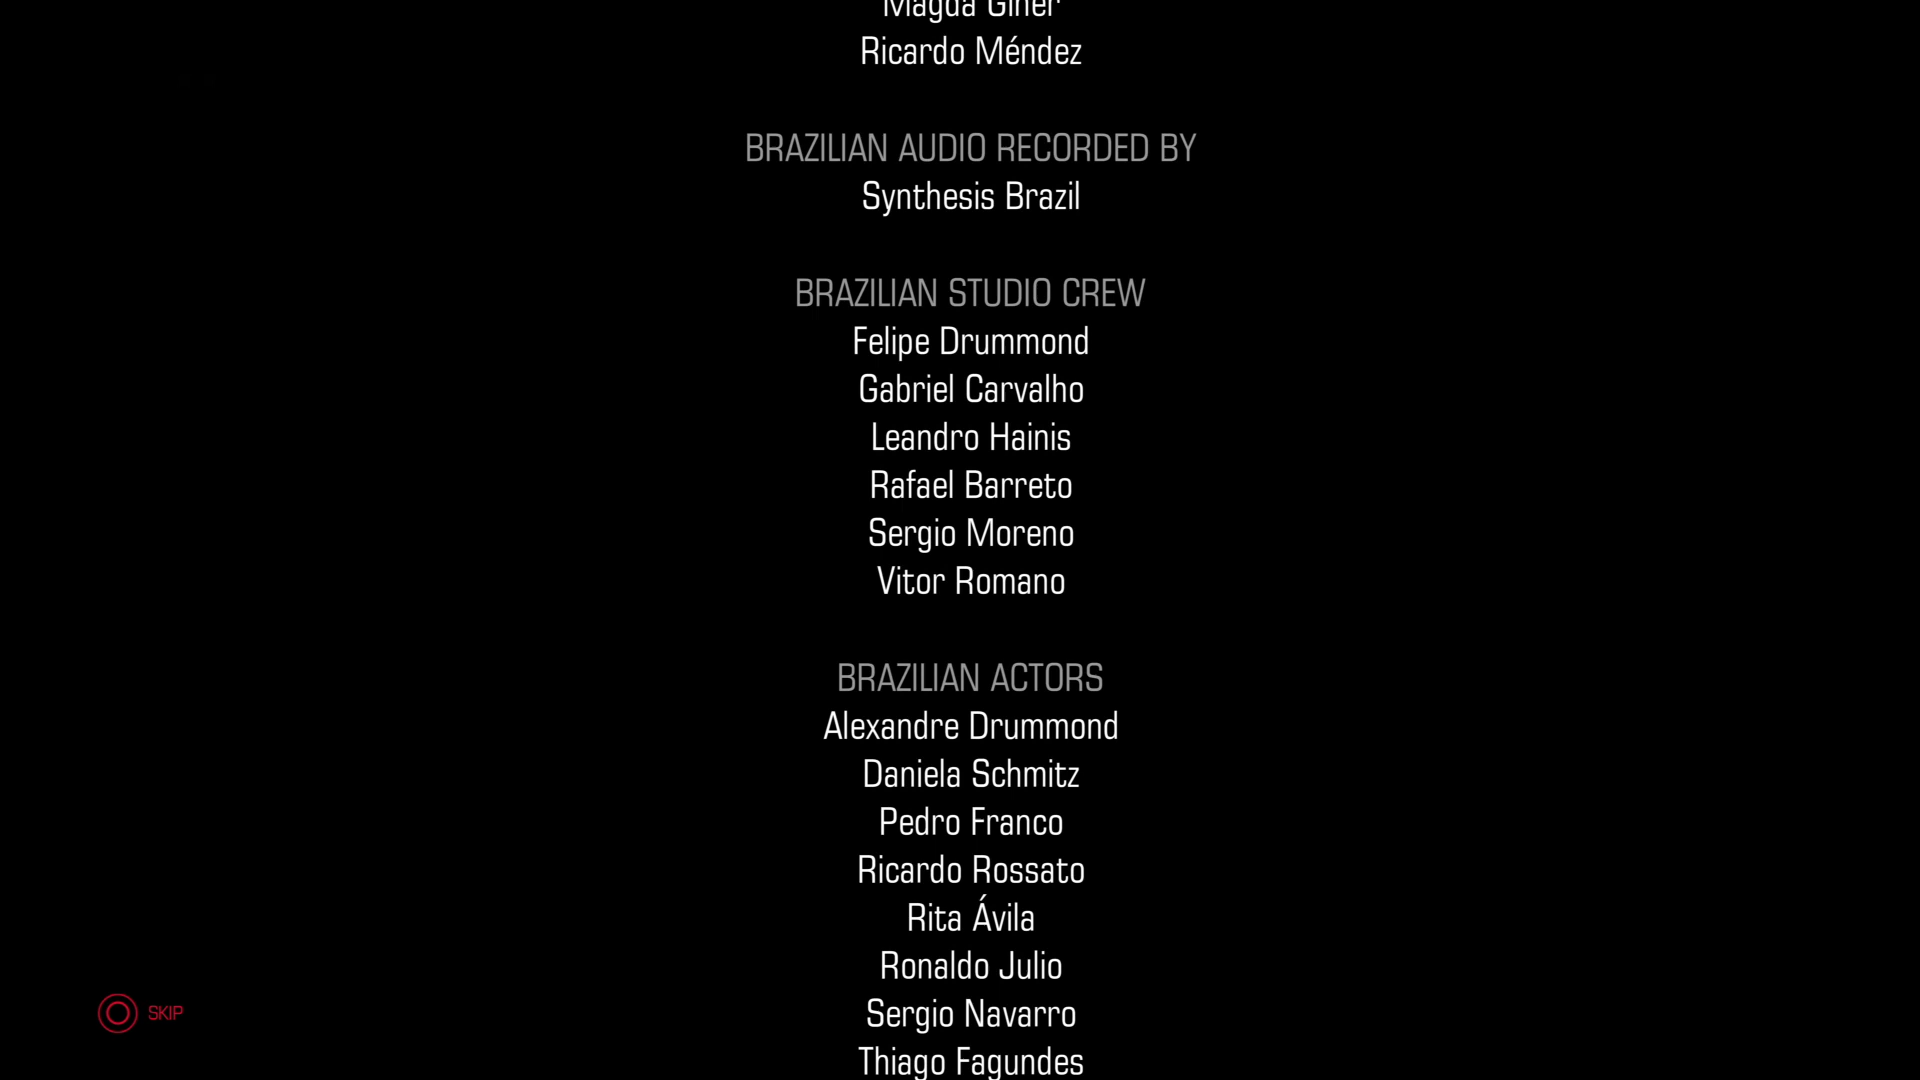 Magda Giner
Ricardo Méndez
BRAZILIAN AUDIO RECORDED BY
Synthesis Brazil
BRAZILIAN STUDIO CREW
Felipe Drummond
Gabriel Carvalho
Leandro Hainis
Rafael Barreto
Sergio Moreno
Vitor Romano
BRAZILIAN ACTORS
Alexandre Drummond
Daniela Schmitz
Pedro Franco
Ricardo Rossato
Rita Ávila
Ronaldo Julio
Sergio Navarro
Thiago Fagundes
SKIP